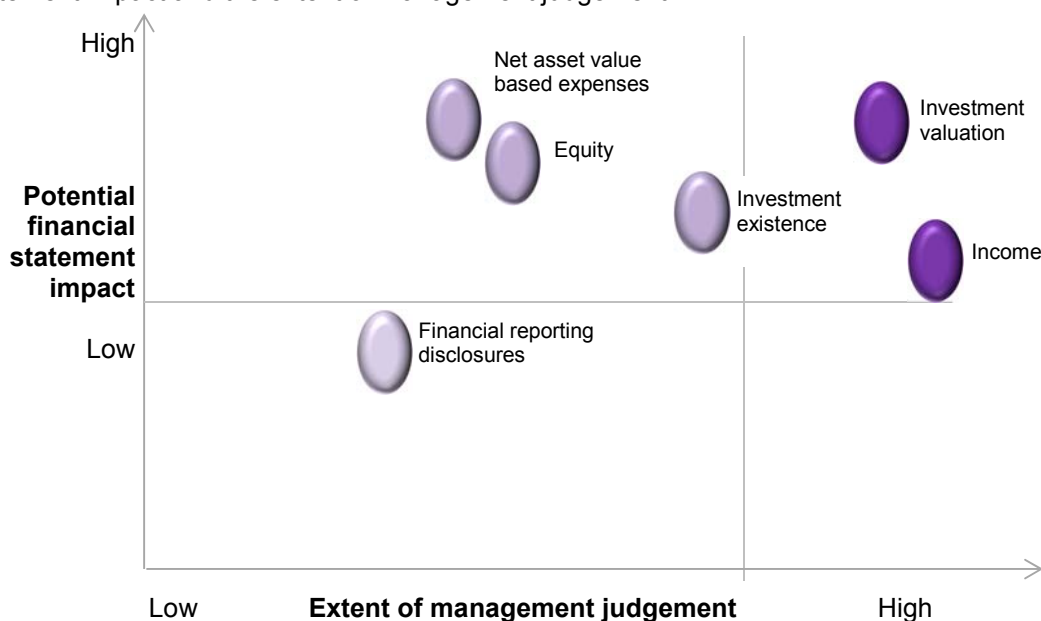 High
Net asset value
based expenses
Investment
valuation
Equity
Potential
financial
statement
impact
Investment
existence
Income
Financial reporting
disclosures
Low
Low
Extent of management judgement
High